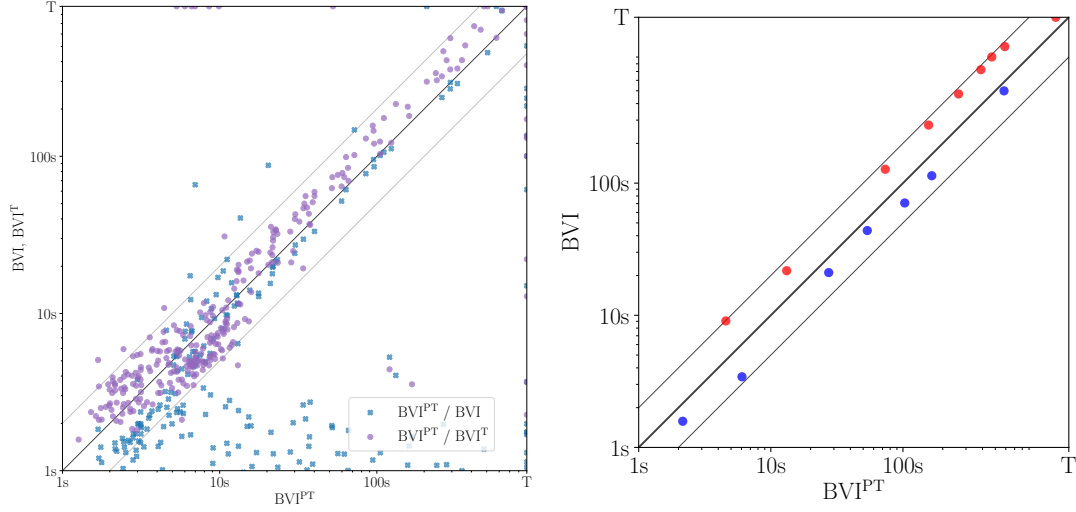 T
100s
10s
1s
BVI, BVI^T
1s
10s
100s
T
BVI^PT
BVI^PT / BVI
BVI^PT / BVI^T
T
100s
10s
1s
BVI
1s
10s
100s
T
BVI^PT